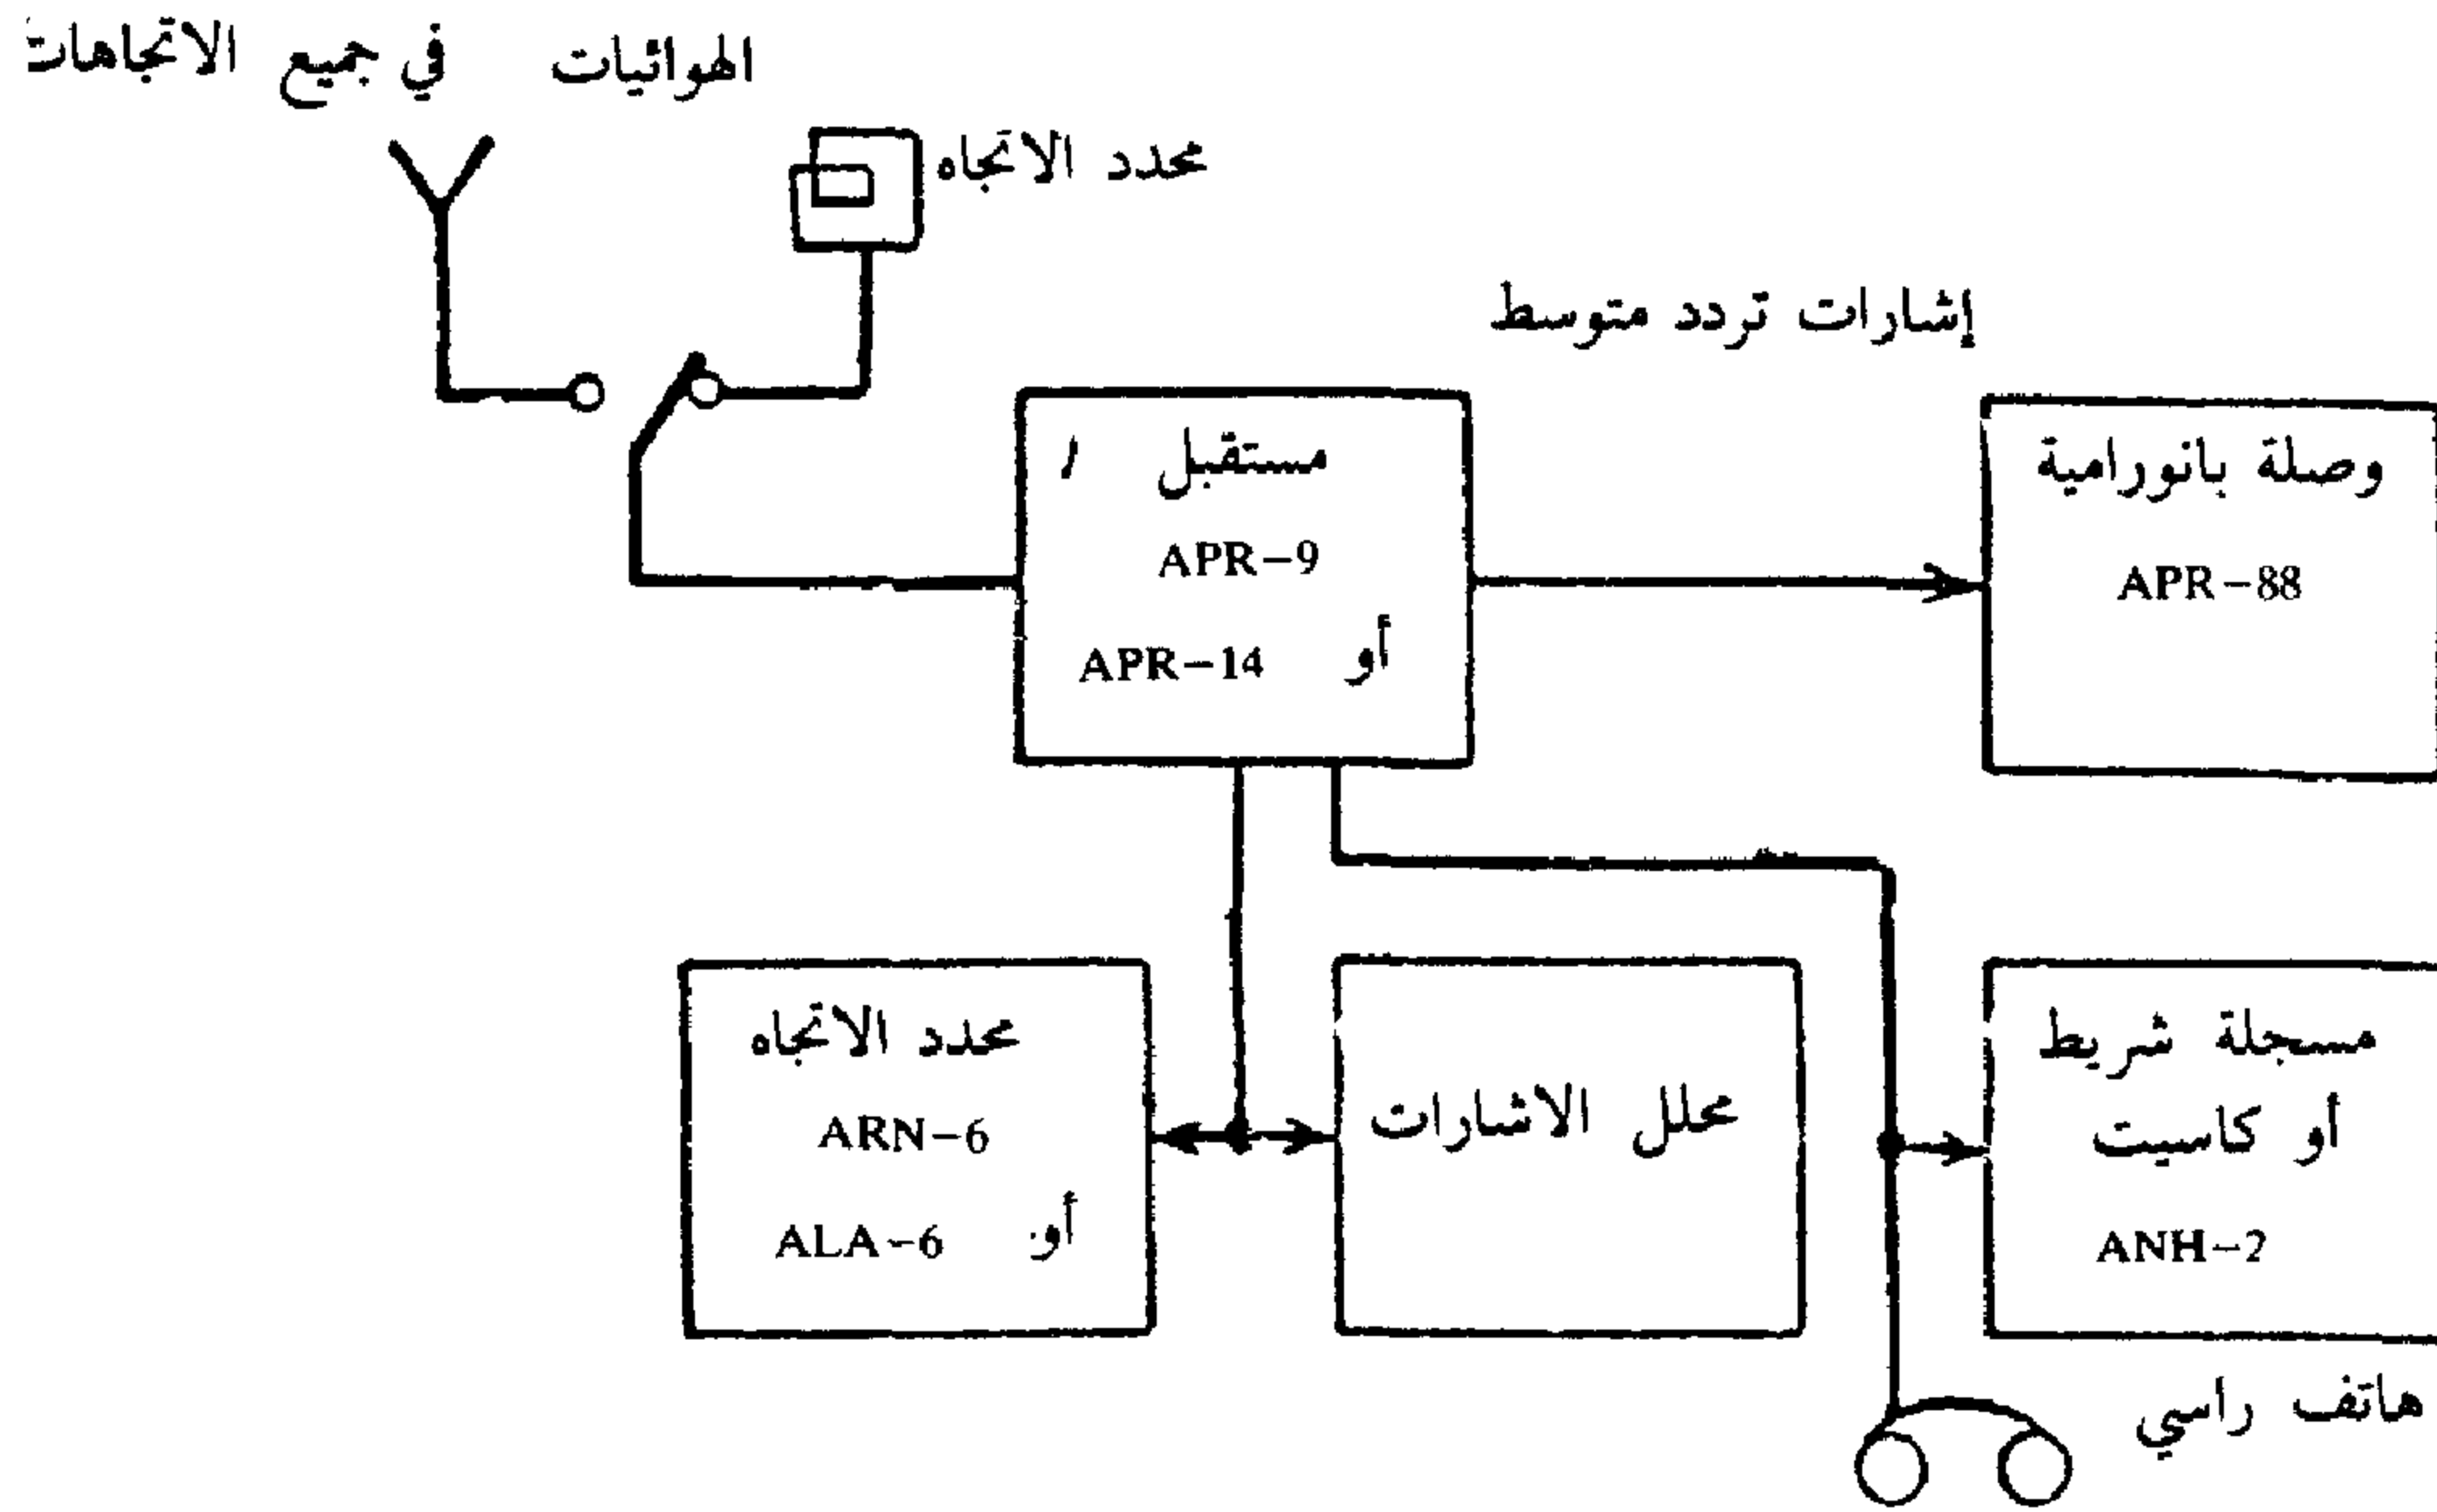 الهوائيات في جميع الاتجاهات
محدد الاتجاه
إشارات تردد متوسط
مستقبل
APR-9
أو APR-14
وصلة بانورامية
APR-88
محدد الاتجاه
ARN-6
أو ALA-6
محلل الاشارات
مسجلة شريط
أو كاسيت
ANH-2
هاتف راسي